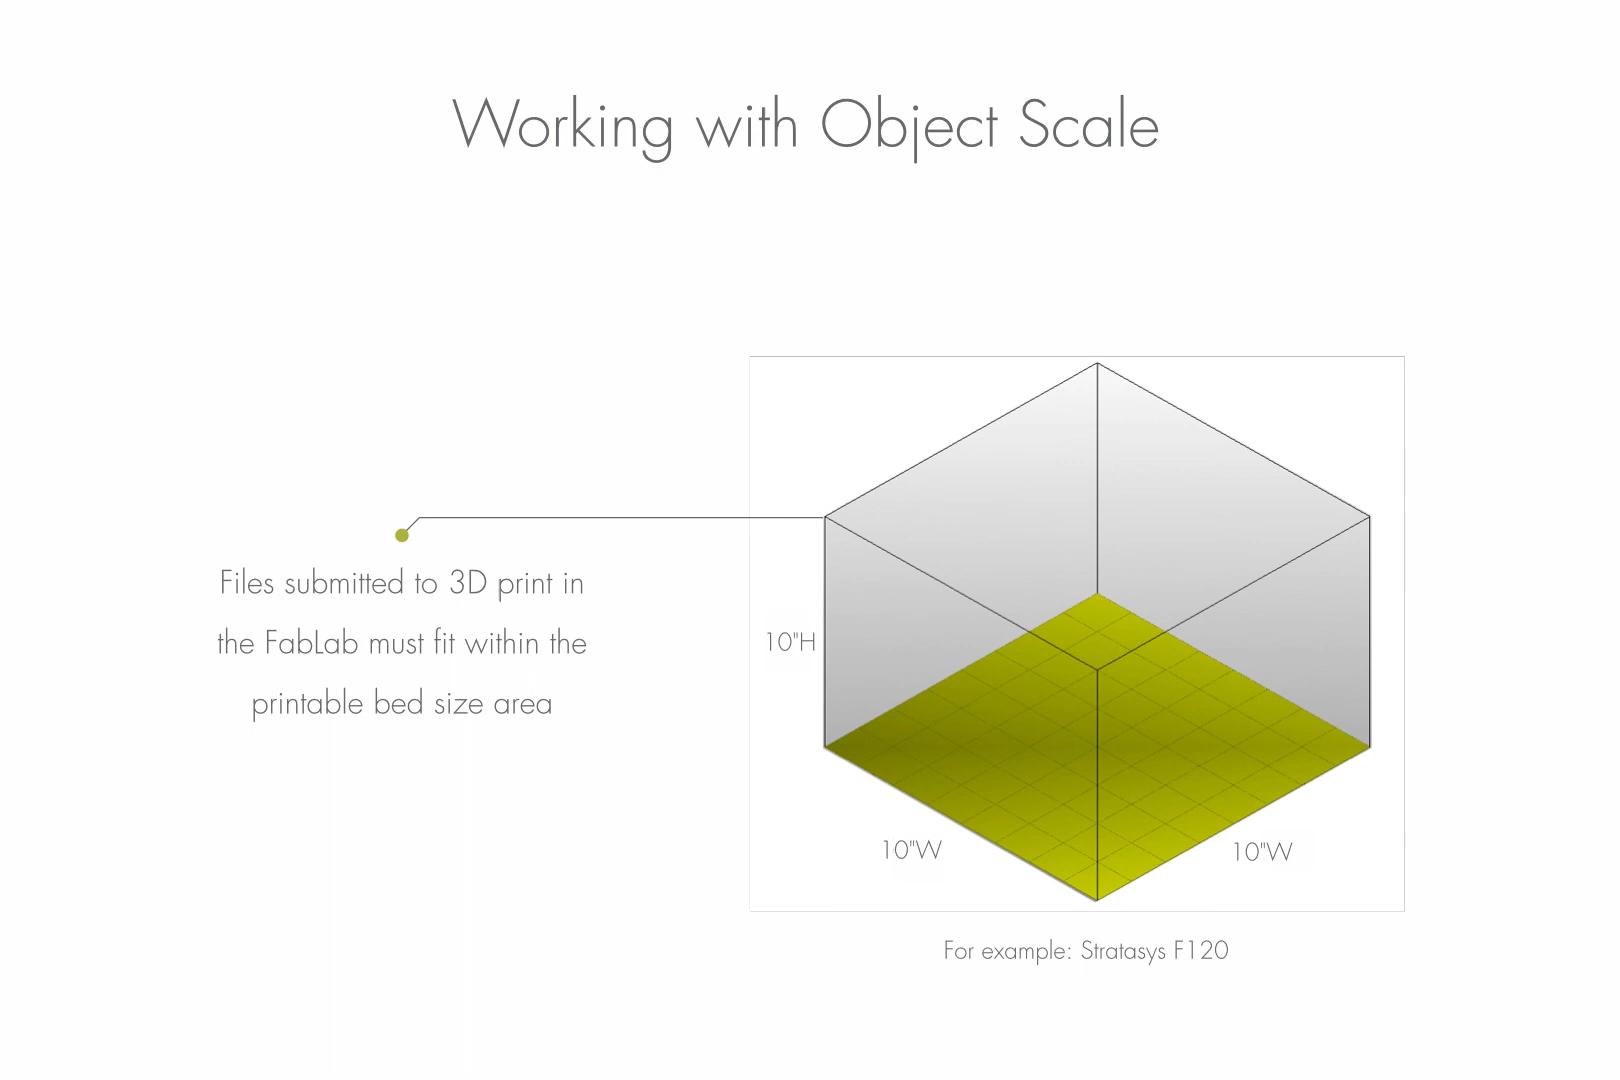 Working with Object Scale
Files submitted to 3D print in
the FabLab must fit within the
printable bed size area
10"H
10"W
10"W
For example: Stratasys F120